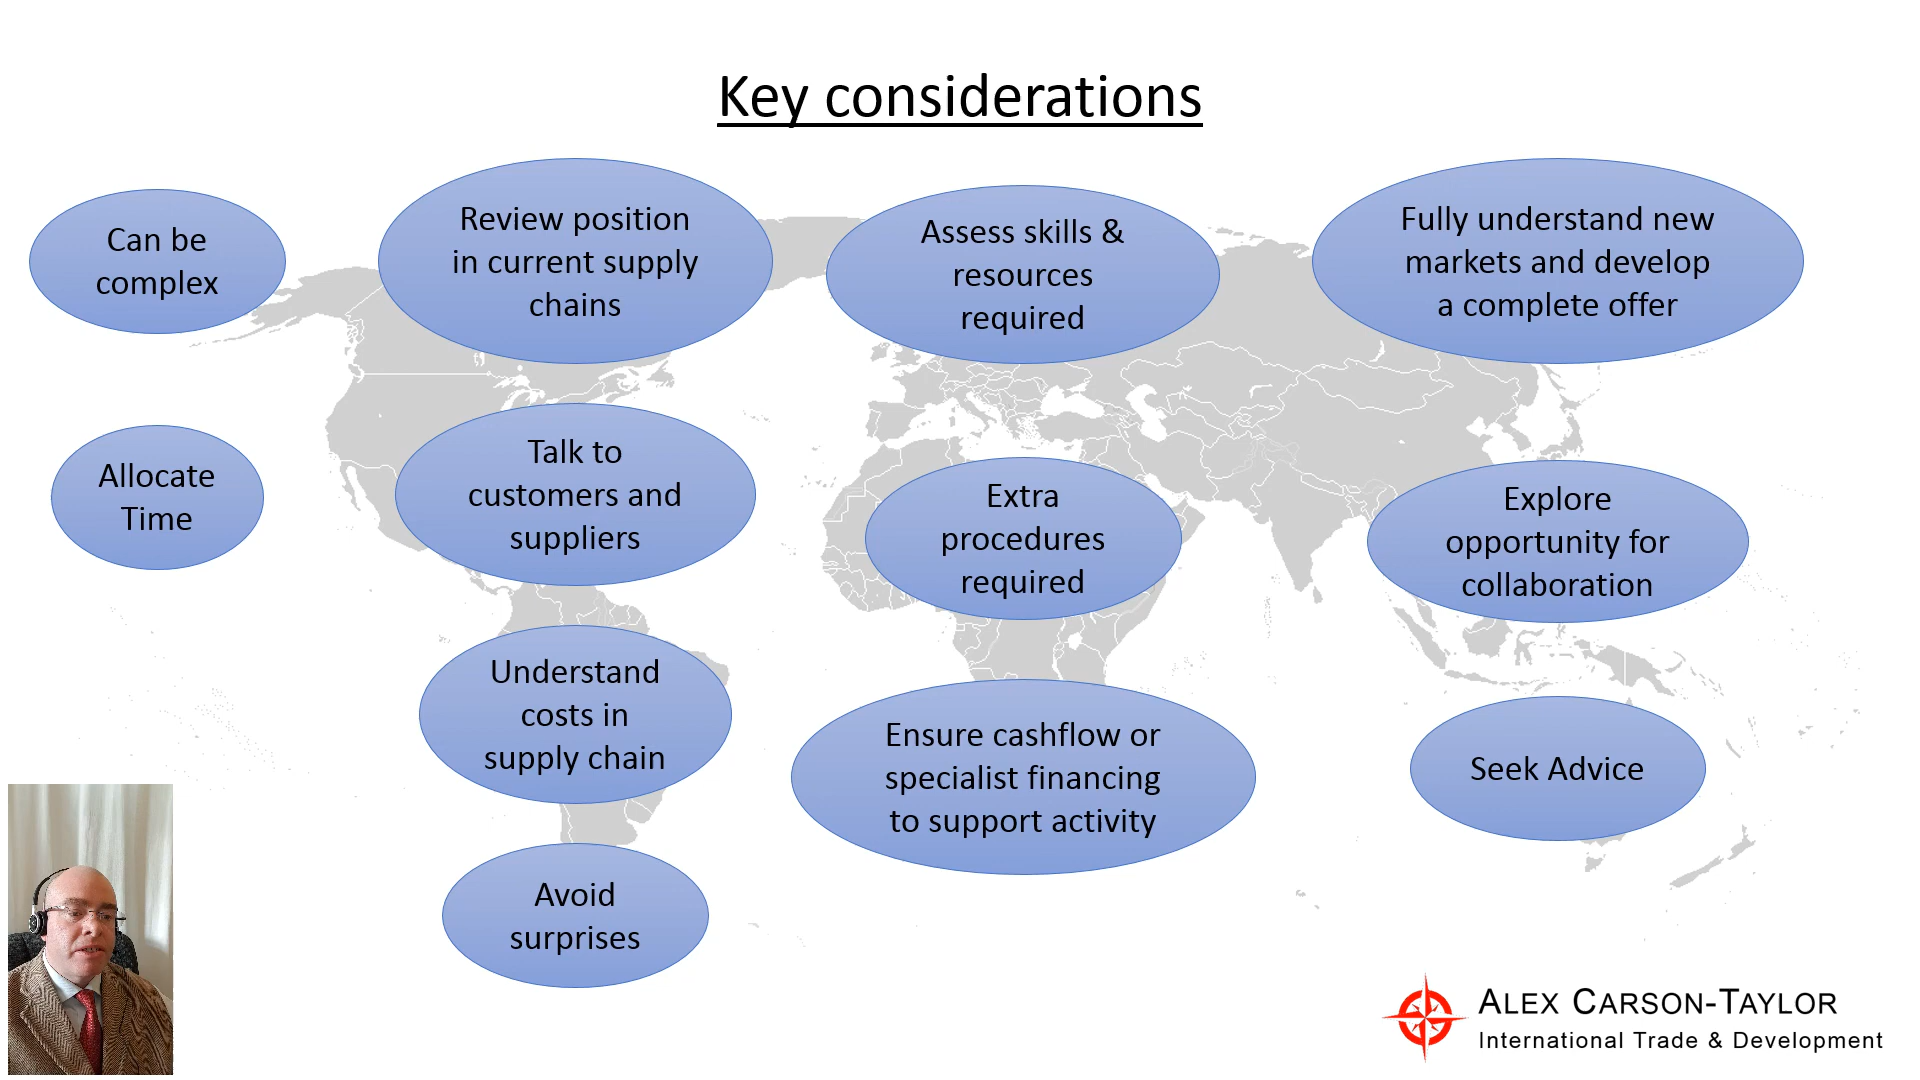 Key considerations
Can be
complex
Allocate
Time
Review position
in current supply
chains
Talk to
customers and
suppliers
Understand
costs in
supply chain
Avoid
surprises
Assess skills &
resources
required
Extra
procedures
required
Ensure cashflow or
specialist financing
to support activity
Fully understand new
markets and develop
a complete offer
Explore
opportunity for
collaboration
Seek Advice
ALEX CARSON-TAYLOR
International Trade & Development